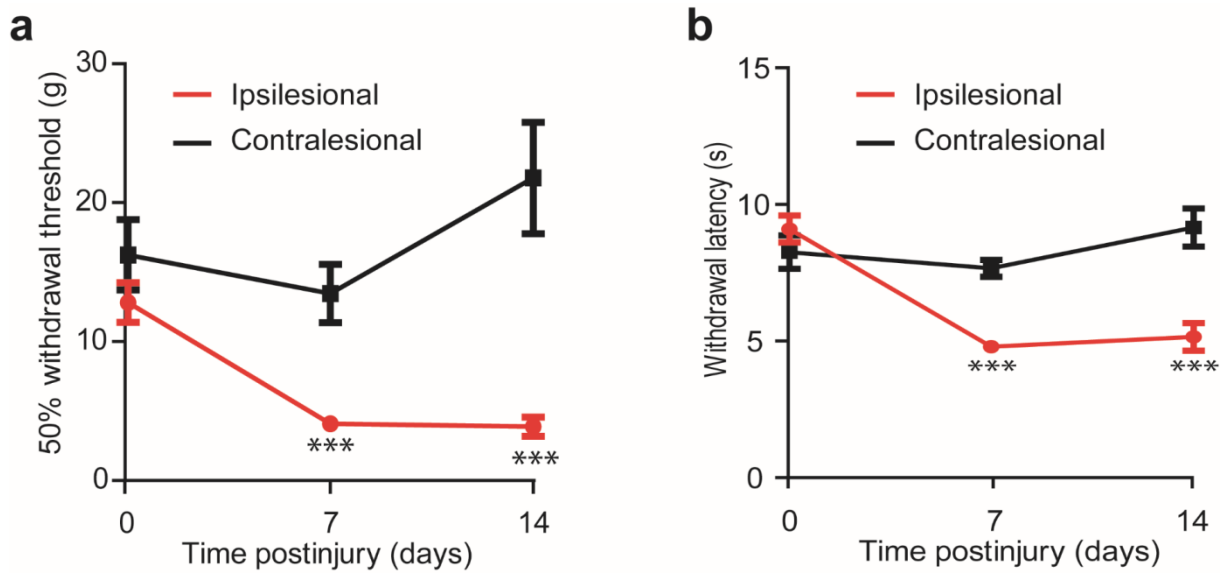 a
50% withdrawal threshold (g)
30
20
10
0
Ipsilesional
Contralesional
***
***
0 7 14
Time postinjury (days)
b
Withdrawal latency (s)
15
10
5
0
Ipsilesional
Contralesional
***
***
0 7 14
Time postinjury (days)